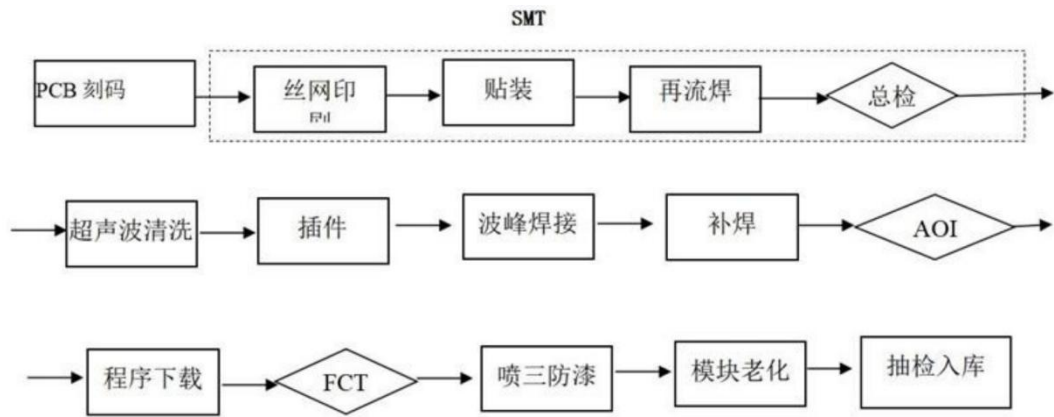 SMT
PCB 刻码
丝网印
刷
贴装
再流焊
总检
超声波清洗
插件
波峰焊接
补焊
AOI
程序下载
FCT
喷三防漆
模块老化
抽检入库